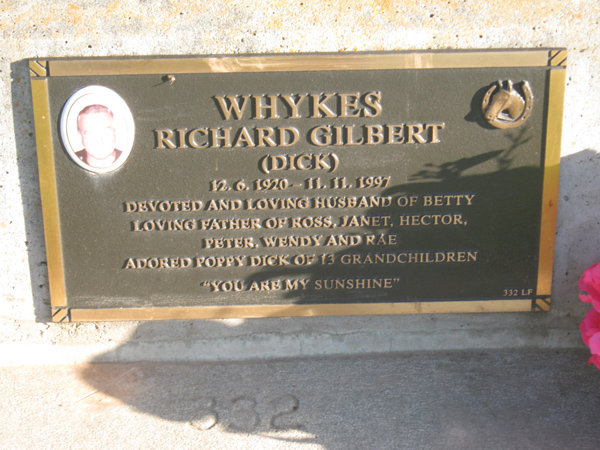 WHYKES
RICHARD GILBERT
(DICK)
12. 6. 1920 - 11. 11. 1997
DEVOTED AND LOVING HUSBAND OF BETTY
LOVING FATHER OF ROSS, JANET, HECTOR,
PETER, WENDY AND RAE
ADORED POPPY DICK OF 13 GRANDCHILDREN
"YOU ARE MY SUNSHINE"
332 LF
332